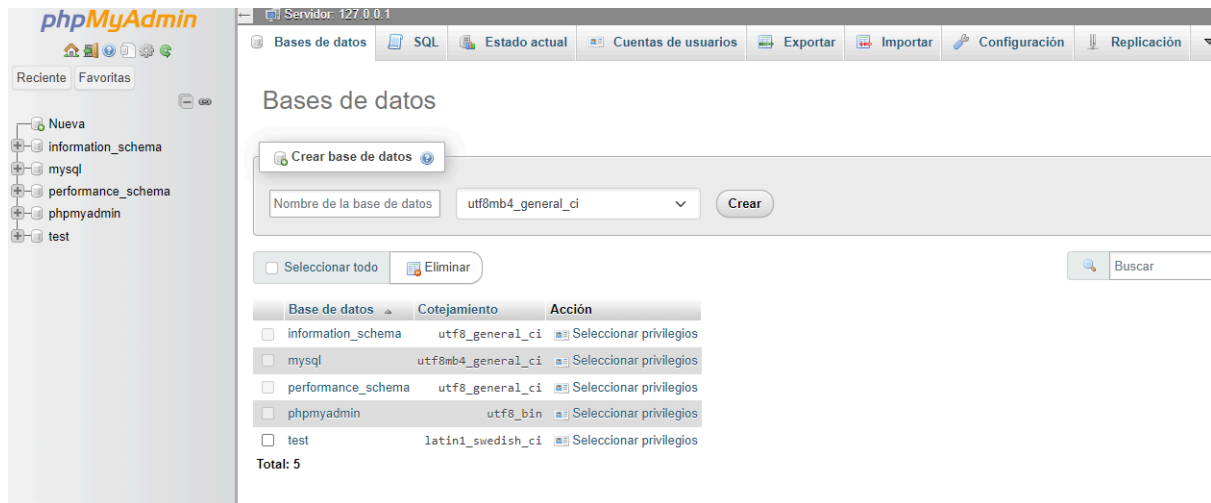 phpMyAdmin
Reciente Favoritas
Nueva
information_schema
mysql
performance_schema
phpmyadmin
test
Servidor: 127.0.0.1
Bases de datos SQL Estado actual Cuentas de usuarios Exportar Importar Configuración Replicación
Bases de datos
Crear base de datos
Nombre de la base de datos utf8mb4_general_ci Crear
Seleccionar todo Eliminar Buscar
Base de datos Cotejamiento Acción
information_schema utf8_general_ci Seleccionar privilegios
mysql utf8mb4_general_ci Seleccionar privilegios
performance_schema utf8_general_ci Seleccionar privilegios
phpmyadmin utf8_bin Seleccionar privilegios
test latin1_swedish_ci Seleccionar privilegios
Total: 5